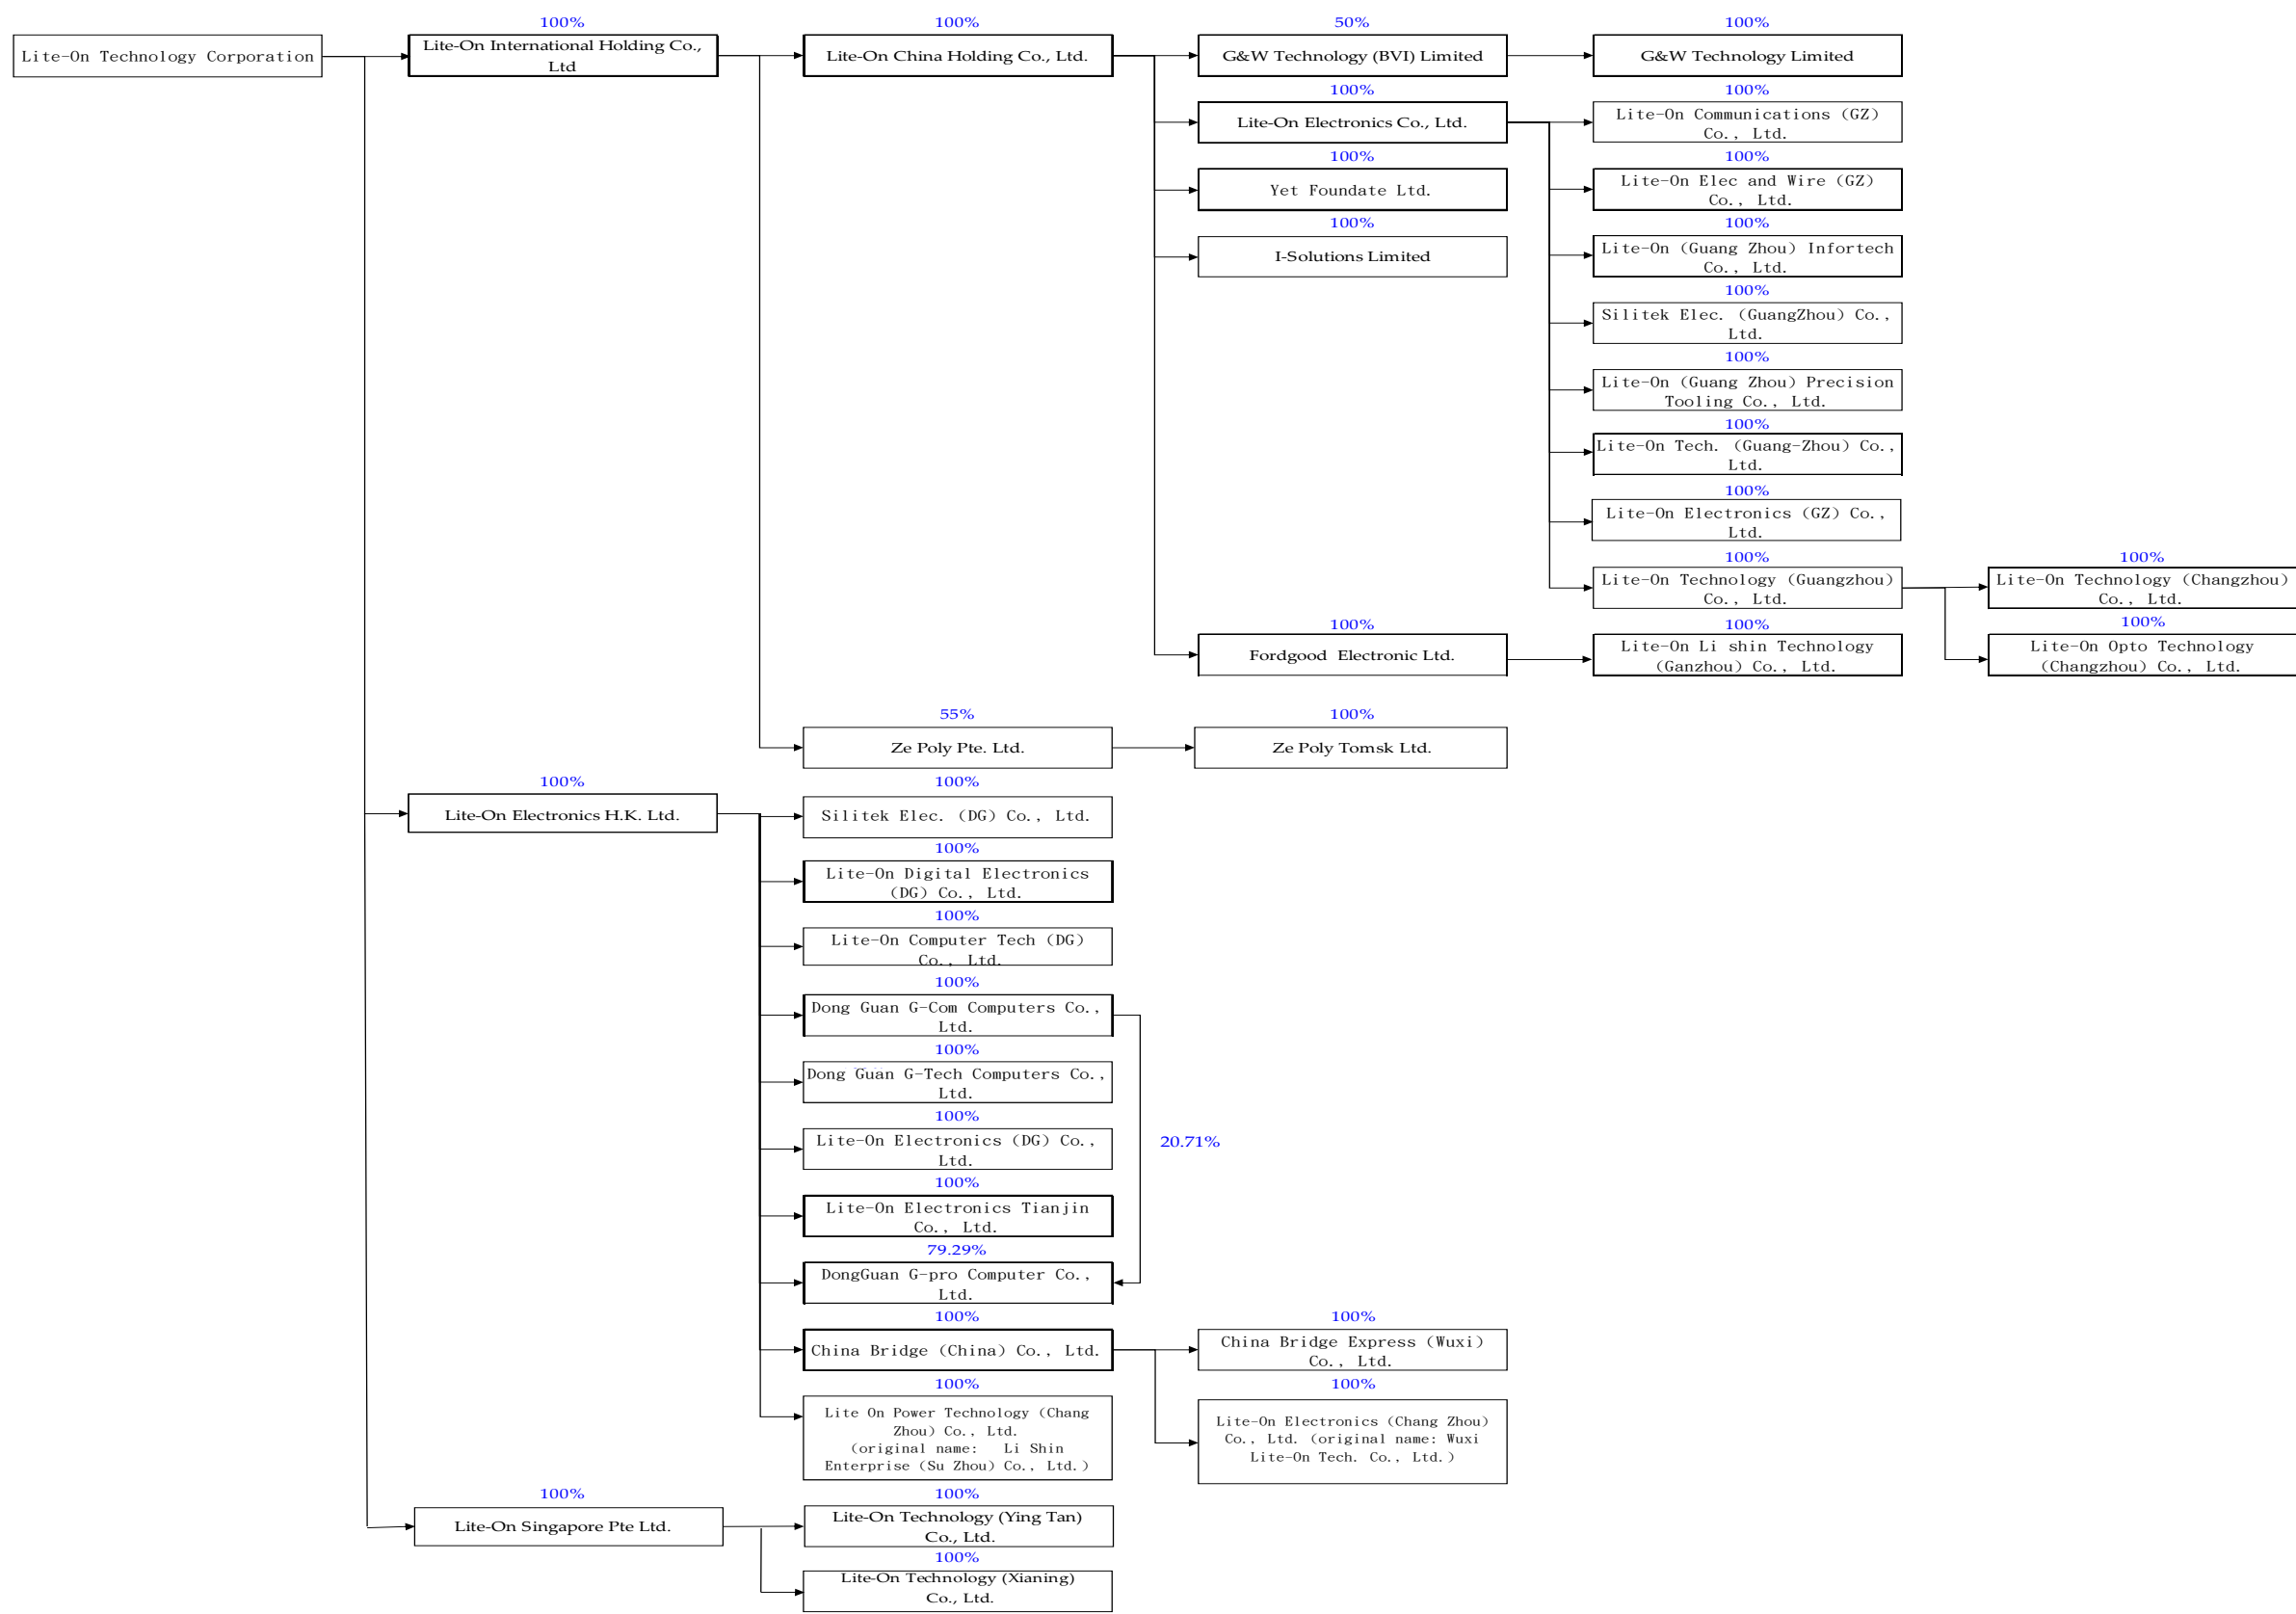 100%
100%
50%
100%
Lite-On Technology Corporation
Lite-On International Holding Co.,
Ltd
Lite-On China Holding Co., Ltd.
G&W Technology (BVI) Limited
G&W Technology Limited
100%
100%
Lite-On Electronics Co., Ltd.
Lite-On Communications (GZ)
Co., Ltd.
100%
100%
Yet Foundate Ltd.
Lite-On Elec and Wire (GZ)
Co., Ltd.
100%
100%
I-Solutions Limited
Lite-On (Guang Zhou) Infortech
Co., Ltd.
100%
Silitek Elec. (GuangZhou) Co.,
Ltd.
100%
Lite-On (Guang Zhou) Precision
Tooling Co., Ltd.
100%
Lite-On Tech. (Guang-Zhou) Co.,
Ltd.
100%
Lite-On Electronics (GZ) Co.,
Ltd.
100%
100%
Lite-On Technology (Guangzhou)
Co., Ltd.
Lite-On Technology (Changzhou)
Co., Ltd.
100%
100%
100%
Fordgood Electronic Ltd.
Lite-On Li shin Technology
(Ganzhou) Co., Ltd.
Lite-On Opto Technology
(Changzhou) Co., Ltd.
55%
100%
Ze Poly Pte. Ltd.
Ze Poly Tomsk Ltd.
100%
100%
Lite-On Electronics H.K. Ltd.
Silitek Elec. (DG) Co., Ltd.
100%
Lite-On Digital Electronics
(DG) Co., Ltd.
100%
Lite-On Computer Tech (DG)
Co., Ltd.
100%
Dong Guan G-Com Computers Co.,
Ltd.
100%
Dong Guan G-Tech Computers Co.,
Ltd.
100%
Lite-On Electronics (DG) Co.,
Ltd.
20.71%
100%
Lite-On Electronics Tianjin
Co., Ltd.
79.29%
DongGuan G-pro Computer Co.,
Ltd.
100%
100%
China Bridge (China) Co., Ltd.
China Bridge Express (Wuxi)
Co., Ltd.
100%
100%
Lite On Power Technology (Chang
Zhou) Co., Ltd.
(original name: Li Shin
Enterprise (Su Zhou) Co., Ltd.)
Lite-On Electronics (Chang Zhou)
Co., Ltd. (original name: Wuxi
Lite-On Tech. Co., Ltd.)
100%
100%
Lite-On Singapore Pte Ltd.
Lite-On Technology (Ying Tan)
Co., Ltd.
100%
Lite-On Technology (Xianing)
Co., Ltd.